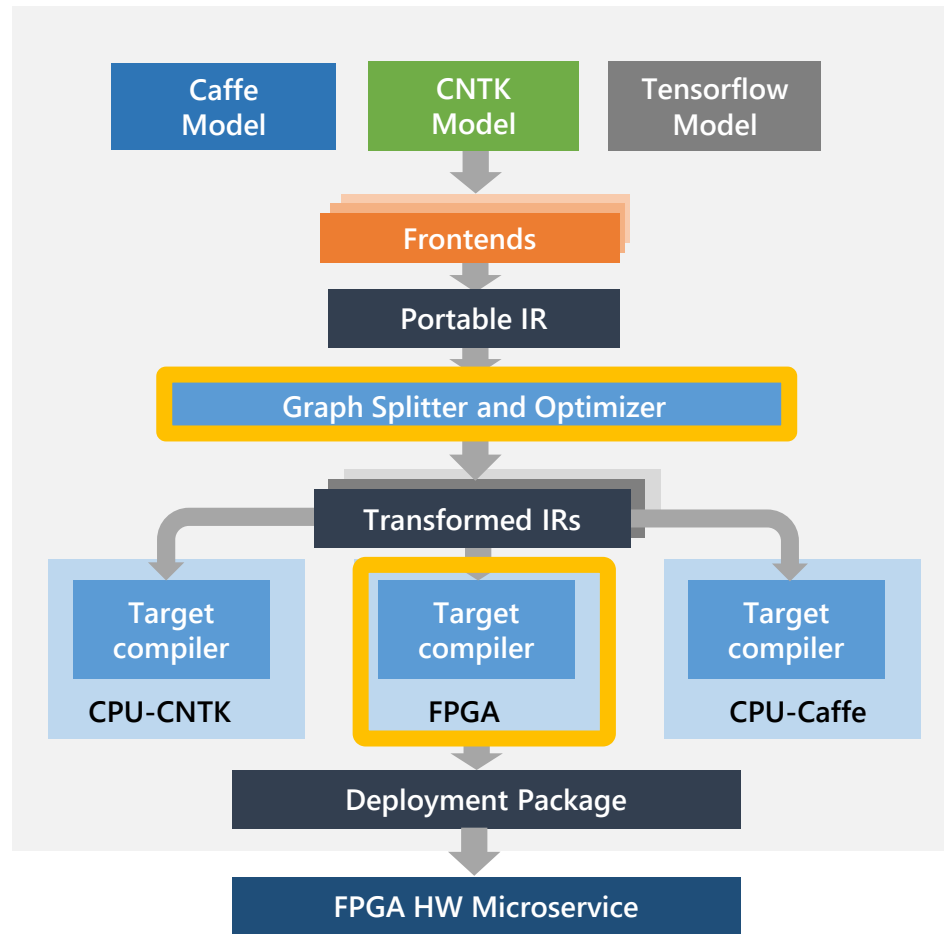 Caffe
Model
CNTK
Model
Tensorflow
Model
Frontends
Portable IR
Graph Splitter and Optimizer
Transformed IRs
Target
compiler
CPU-CNTK
Target
compiler
FPGA
Target
compiler
CPU-Caffe
Deployment Package
FPGA HW Microservice